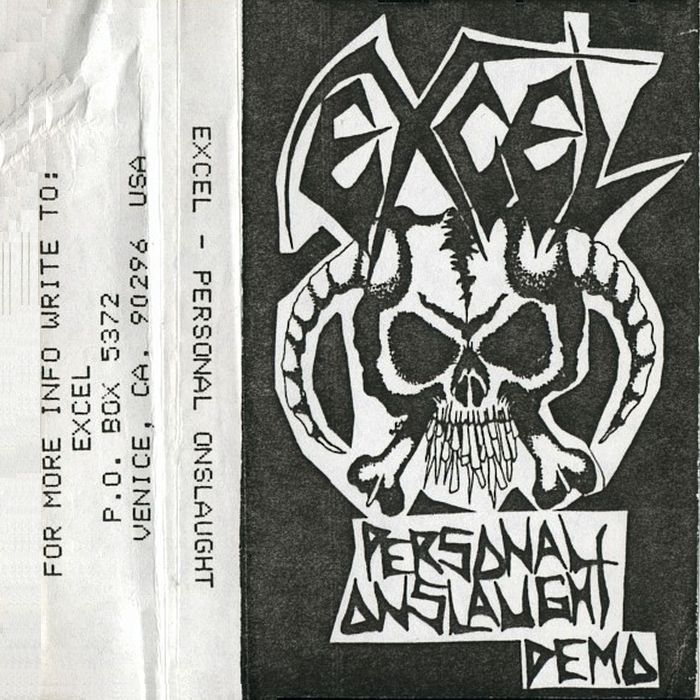 FOR MORE INFO WRITE TO:
EXCEL
P.O. BOX 5372
VENICE, CA. 90296 USA
EXCEL - PERSONAL ONSLAUGHT
EXCEL
PERSONAL
ONSLAUGHT
DEMO